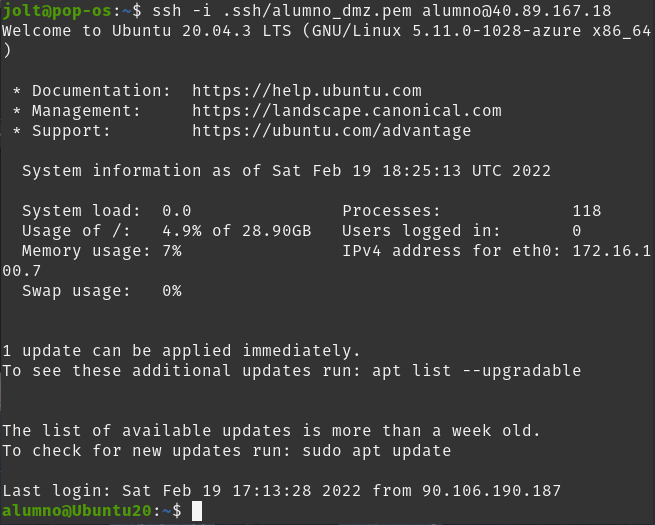 jolt@pop-os:~$ ssh -i .ssh/alumno_dmz.pem alumno@40.89.167.18
Welcome to Ubuntu 20.04.3 LTS (GNU/Linux 5.11.0-1028-azure x86_64
)
 * Documentation:  https://help.ubuntu.com
 * Management:     https://landscape.canonical.com
 * Support:        https://ubuntu.com/advantage
  System information as of Sat Feb 19 18:25:13 UTC 2022
  System load:  0.0               Processes:             118
  Usage of /:   4.9% of 28.90GB   Users logged in:       0
  Memory usage: 7%                IPv4 address for eth0: 172.16.1
00.7
  Swap usage:   0%
1 update can be applied immediately.
To see these additional updates run: apt list --upgradable
The list of available updates is more than a week old.
To check for new updates run: sudo apt update
Last login: Sat Feb 19 17:13:28 2022 from 90.106.190.187
alumno@Ubuntu20:~$